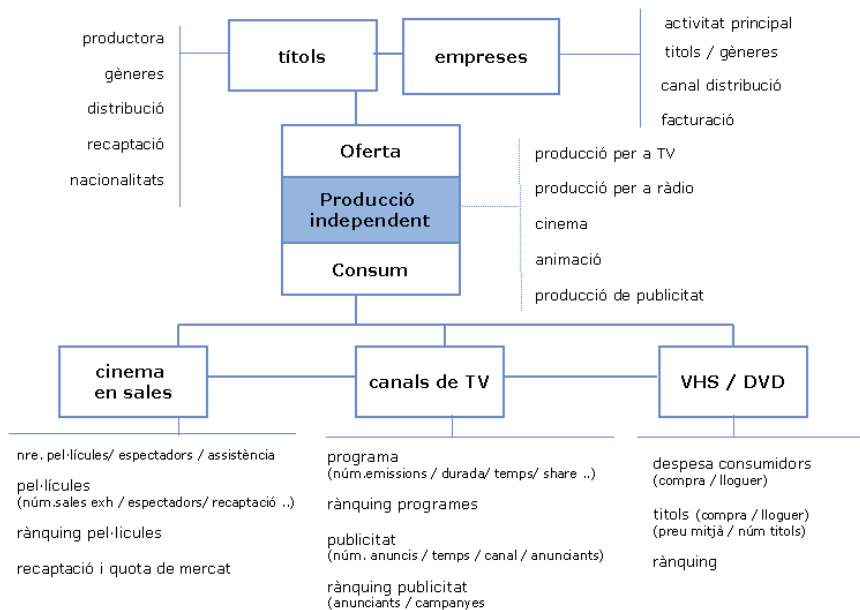 productora
gèneres
distribució
recaptació
nacionalitats
títols
empreses
activitat principal
titols / gèneres
canal distribució
facturació
Oferta
Producció
independent
Consum
producció per a TV
producció per a ràdio
cinema
animació
producció de publicitat
cinema
en sales
canals de TV
VHS / DVD
nre. pel·lícules/ espectadors / assistència
pel·lícules
(núm.sales exh / espectadors/ recaptació ..)
rànquing pel·licules
recaptació i quota de mercat
programa
(núm.emissions / durada/ temps/ share ..)
rànquing programes
publicitat
(núm. anuncis / temps / canal / anunciants)
rànquing publicitat
(anunciants / campanyes
despesa consumidors
(compra / lloguer)
titols (compra / lloguer)
(preu mitjà / núm titols)
rànquing